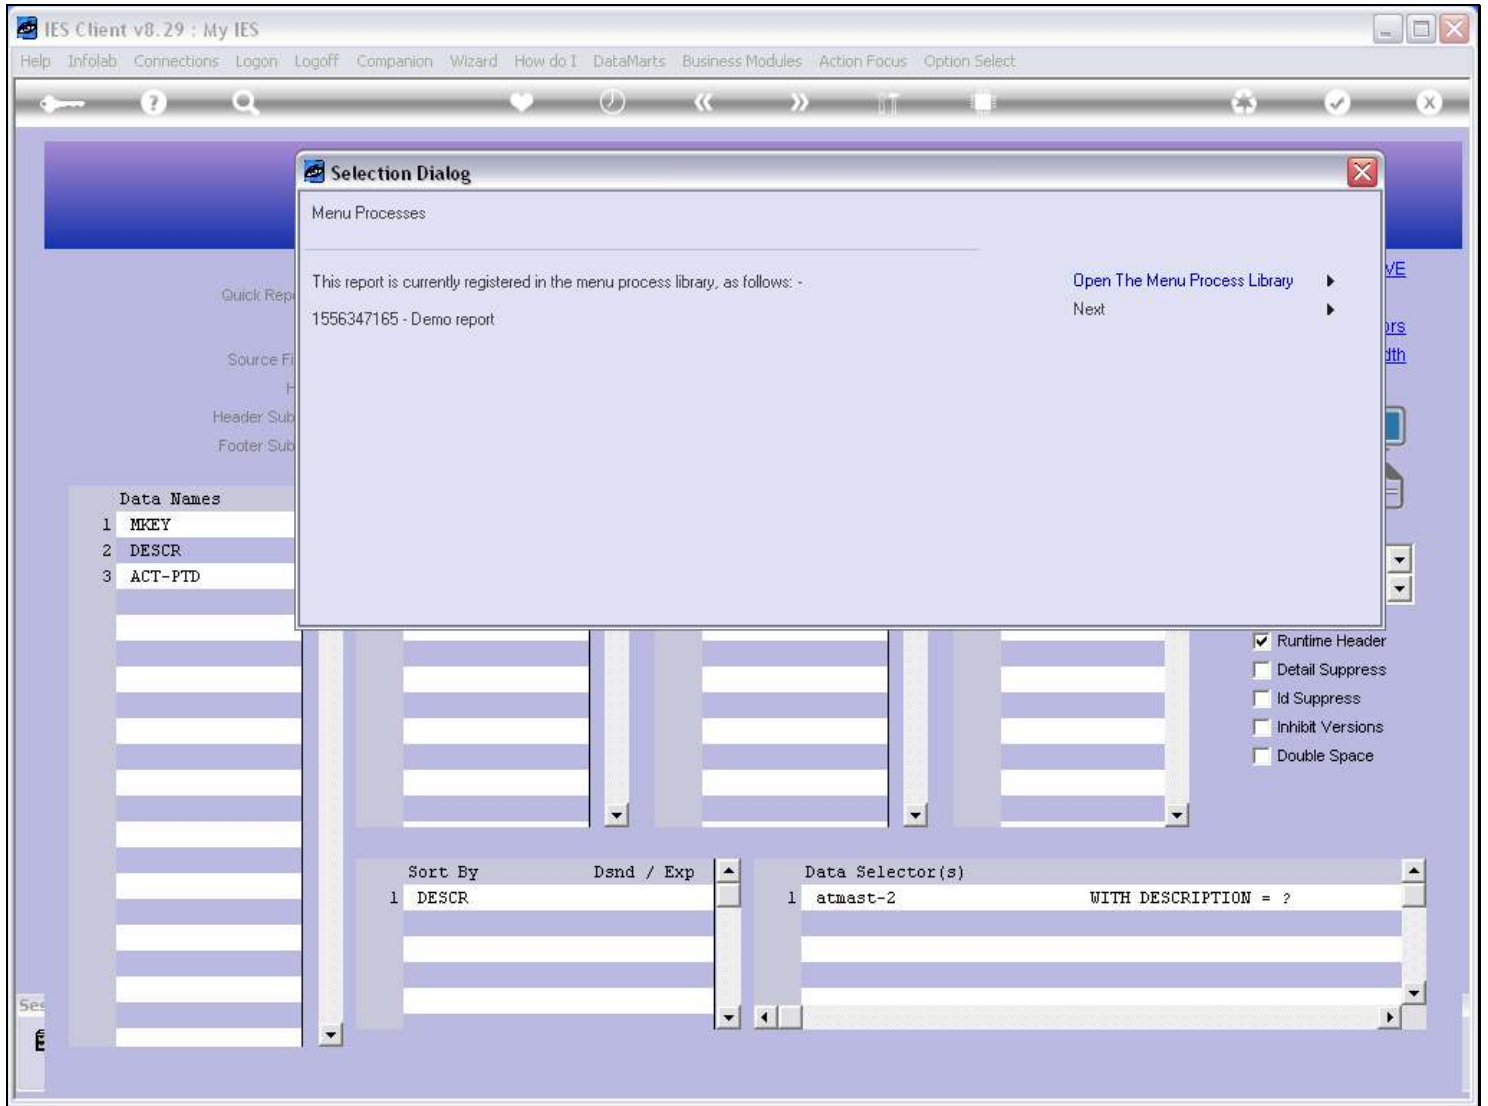 IES Client v8.29 : My IES
Help Infolab Connections Logon Logoff Companion Wizard How do I DataMarts Business Modules Action Focus Option Select
Selection Dialog
Menu Processes
This report is currently registered in the menu process library, as follows: -
1556347165 - Demo report
Open The Menu Process Library
Next
Quick Rep
Source Fi
Header Sub
Footer Sub
VE
ors
dth
Data Names
1 MKEY
2 DESCR
3 ACT-PTD
Runtime Header
Detail Suppress
Id Suppress
Inhibit Versions
Double Space
Sort By Dsnd / Exp
1 DESCR
Data Selector(s)
1 atmast-2 WITH DESCRIPTION = ?
Ses